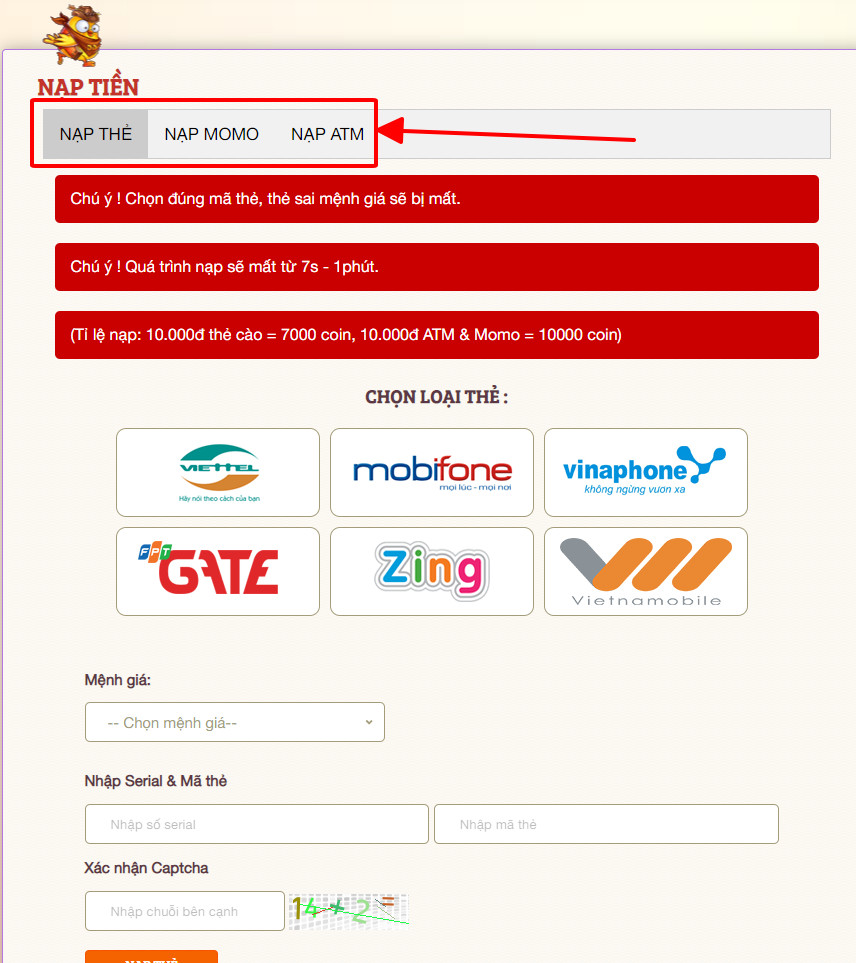 NẠP TIỀN
NẠP THẺ NẠP MOMO NẠP ATM
Chú ý ! Chọn đúng mã thẻ, thẻ sai mệnh giá sẽ bị mất.
Chú ý ! Quá trình nạp sẽ mất từ 7s - 1phút.
(Tỉ lệ nạp: 10.000đ thẻ cào = 7000 coin, 10.000đ ATM & Momo = 10000 coin)
CHỌN LOẠI THẺ :
VIETTEL
Hãy nói theo cách của bạn
mobifone
mọi lúc - mọi nơi
vinaphone
không ngừng vươn xa
FPT
GATE
Zing
Vietnamobile
Mệnh giá:
-- Chọn mệnh giá--
Nhập Serial & Mã thẻ
Nhập số serial Nhập mã thẻ
Xác nhận Captcha
Nhập chuỗi bên cạnh 14 + 2 =
NẠP THẺ